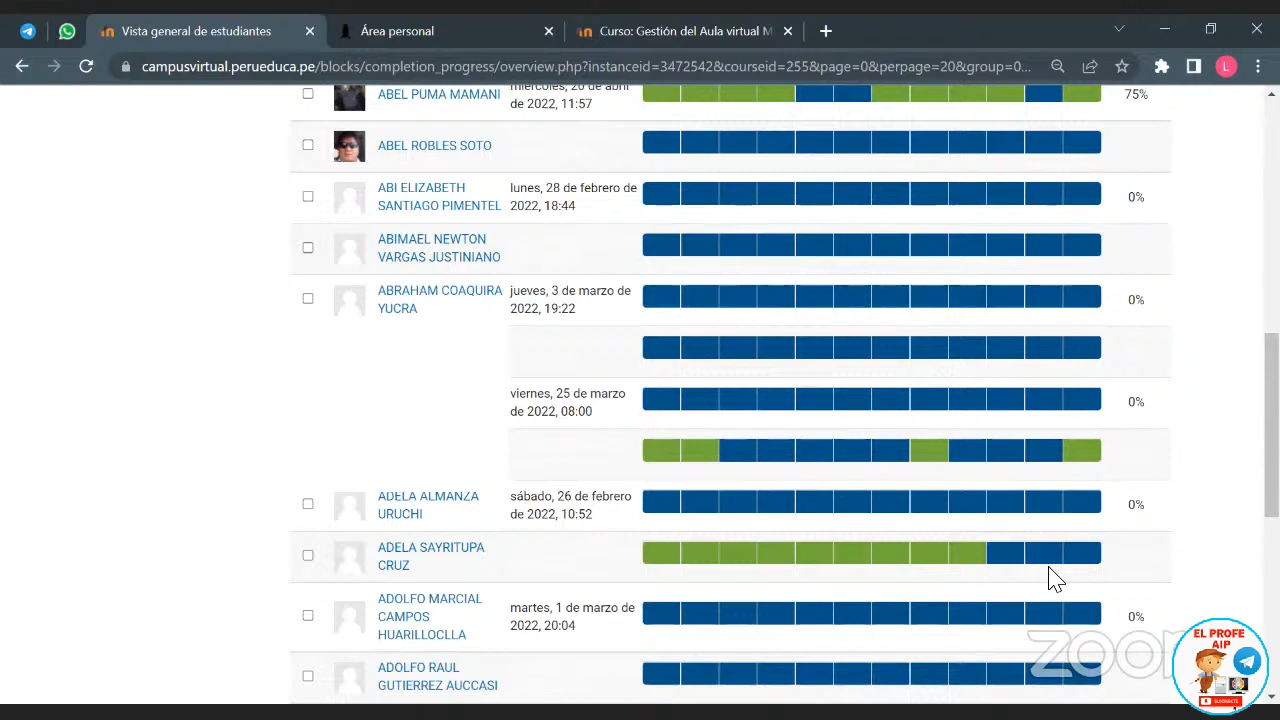 Vista general de estudiantes
Área personal
Curso: Gestión del Aula virtual M
campusvirtual.perueduca.pe/blocks/completion_progress/overview.php?instanceid=3472542&courseid=255&page=0&perpage=20&group=0...
L
ABEL PUMA MAMANI
miércoles, 20 de abril
de 2022, 11:57
75%
ABEL ROBLES SOTO
ABI ELIZABETH
SANTIAGO PIMENTEL
lunes, 28 de febrero de
2022, 18:44
0%
ABIMAEL NEWTON
VARGAS JUSTINIANO
ABRAHAM COAQUIRA
YUCRA
jueves, 3 de marzo de
2022, 19:22
0%
viernes, 25 de marzo
de 2022, 08:00
0%
ADELA ALMANZA
URUCHI
sábado, 26 de febrero
de 2022, 10:52
0%
ADELA SAYRITUPA
CRUZ
ADOLFO MARCIAL
CAMPOS
HUARILLOCLLA
martes, 1 de marzo de
2022, 20:04
0%
ADOLFO RAUL
GUTIERREZ AUCCASI
zoom
EL PROFE
AIP